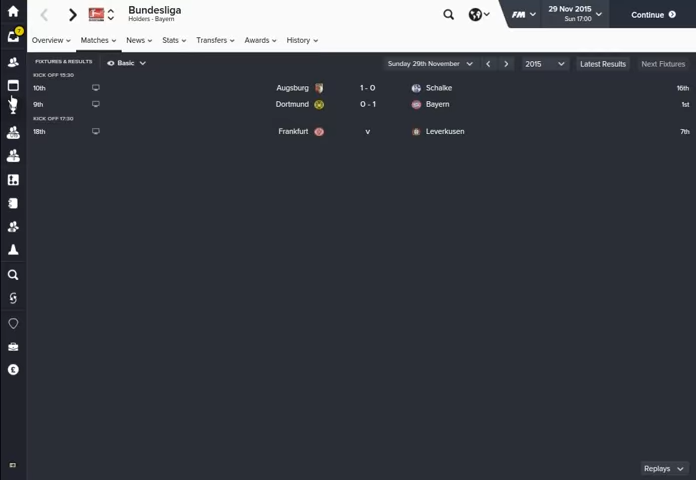 Bundesliga
Holders - Bayern
FM
29 Nov 2015
Sun 17:00
Continue
Overview
Matches
News
Stats
Transfers
Awards
History
FIXTURES & RESULTS
Basic
Sunday 29th November
2015
Latest Results
Next Fixtures
KICK OFF 15:30
10th Augsburg 1 - 0 Schalke 16th
9th Dortmund 0 - 1 Bayern 1st
KICK OFF 17:30
18th Frankfurt v Leverkusen 7th
Replays